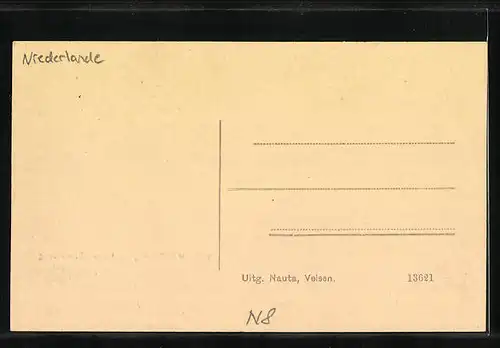 Niederlande
Uitg. Nauta, Velsen. 13621
N8